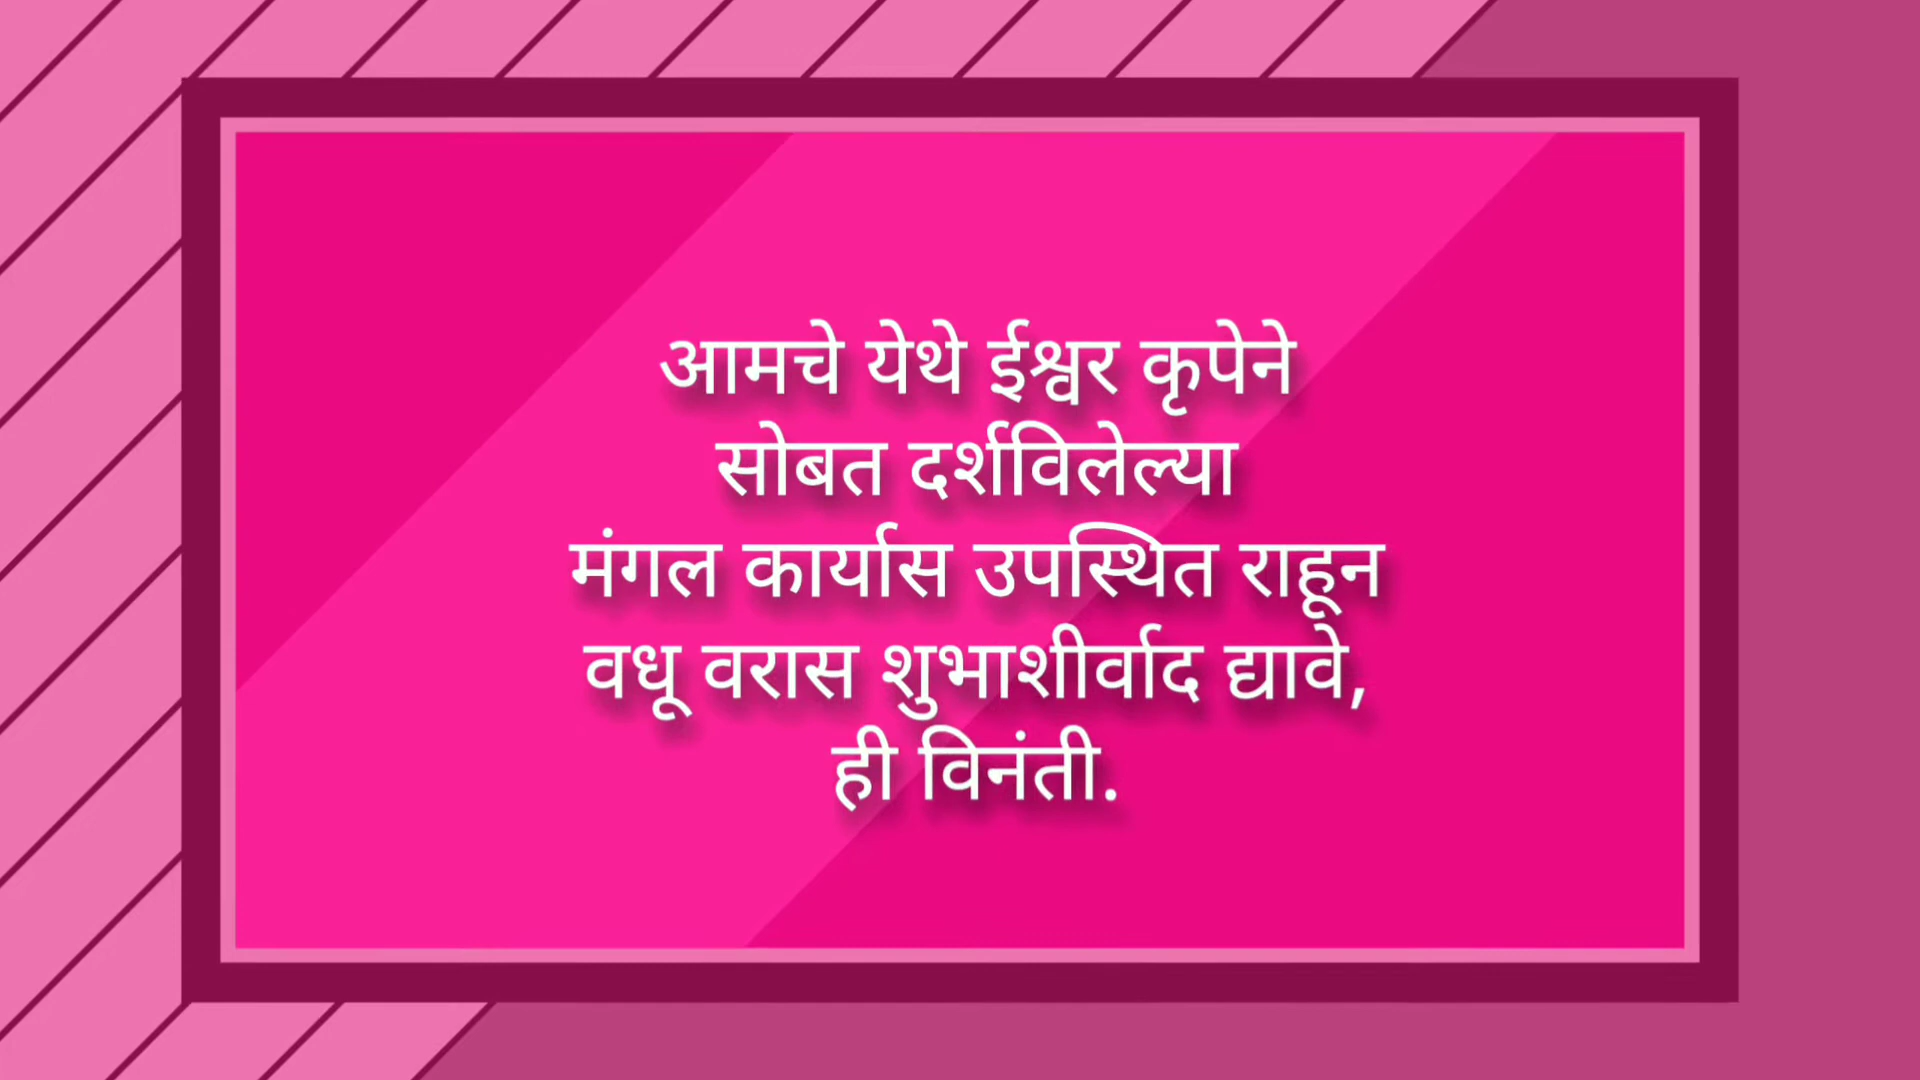 आमचे येथे ईश्वर कृपेने
सोबत दर्शविलेल्या
मंगल कार्यास उपस्थित राहून
वधू वरास शुभाशीर्वाद द्यावे,
ही विनंती.